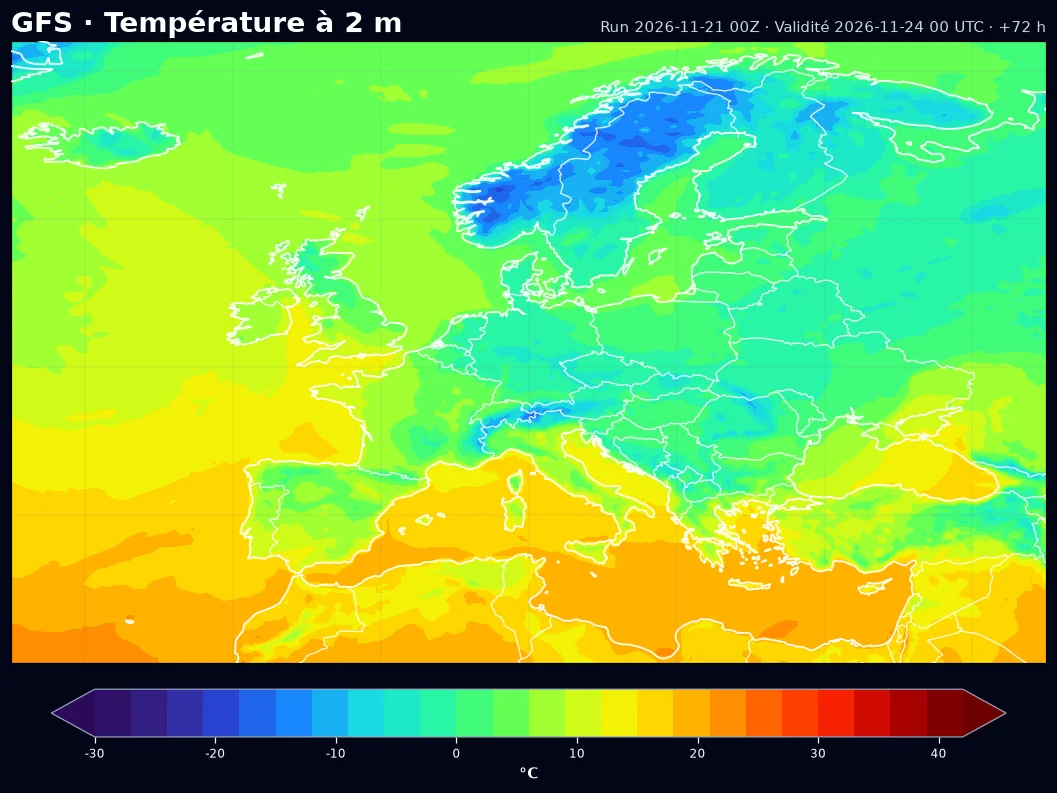 GFS · Température à 2 m
Run 2026-11-21 00Z · Validité 2026-11-24 00 UTC · +72 h
-30 -20 -10 0 10 20 30 40
°C